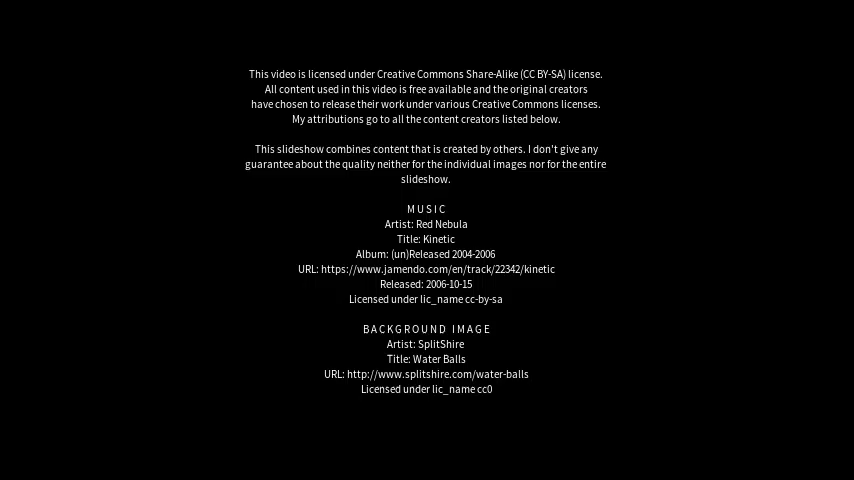 This video is licensed under Creative Commons Share-Alike (CC BY-SA) license.
All content used in this video is free available and the original creators
have chosen to release their work under various Creative Commons licenses.
My attributions go to all the content creators listed below.
This slideshow combines content that is created by others. I don't give any
guarantee about the quality neither for the individual images nor for the entire
slideshow.
MUSIC
Artist: Red Nebula
Title: Kinetic
Album: (un)Released 2004-2006
URL: https://www.jamendo.com/en/track/22342/kinetic
Released: 2006-10-15
Licensed under lic_name cc-by-sa
BACKGROUND IMAGE
Artist: SplitShire
Title: Water Balls
URL: http://www.splitshire.com/water-balls
Licensed under lic_name cc0